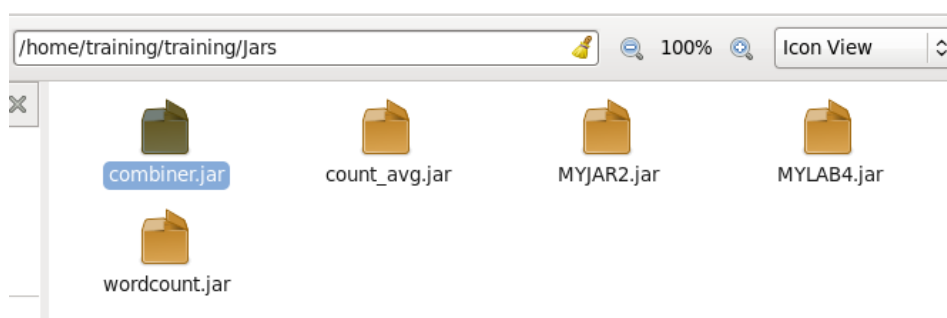 /home/training/training/Jars 100% Icon View
combiner.jar count_avg.jar MYJAR2.jar MYLAB4.jar
wordcount.jar